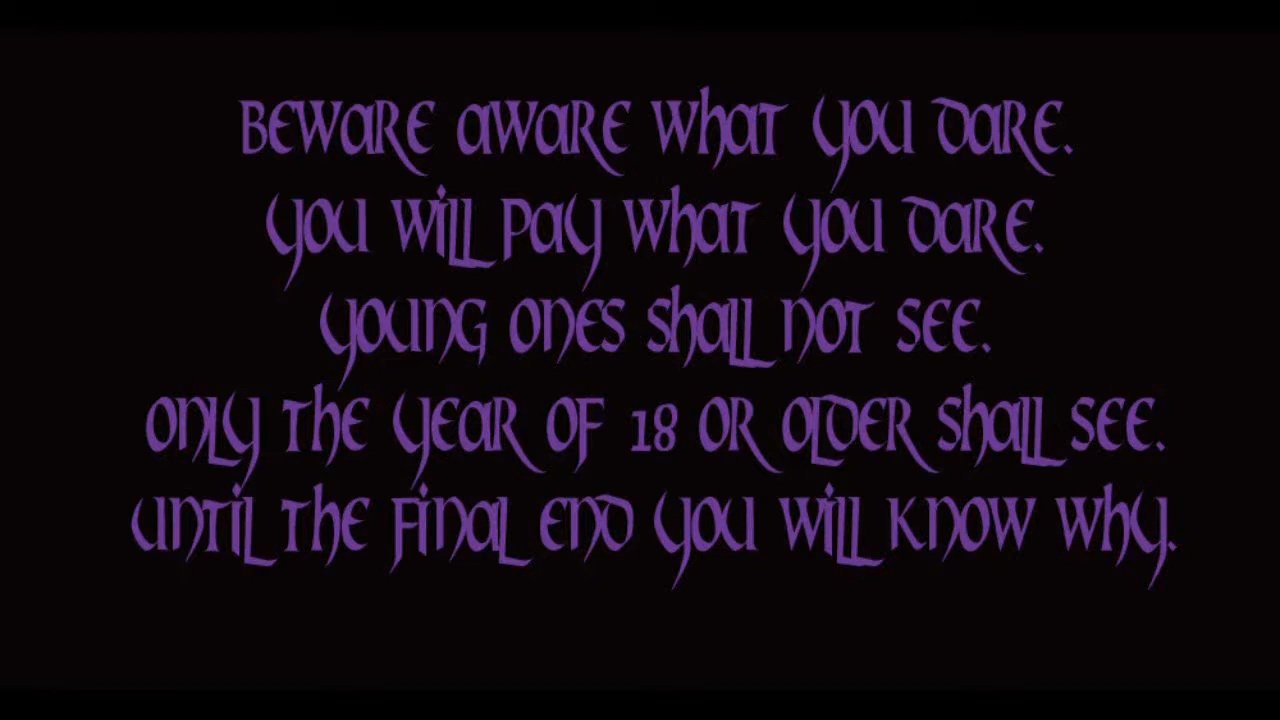 Beware aware what you dare.
You will pay what you dare.
Young ones shall not see.
Only the year of 18 or older shall see.
Until the final end you will know why.